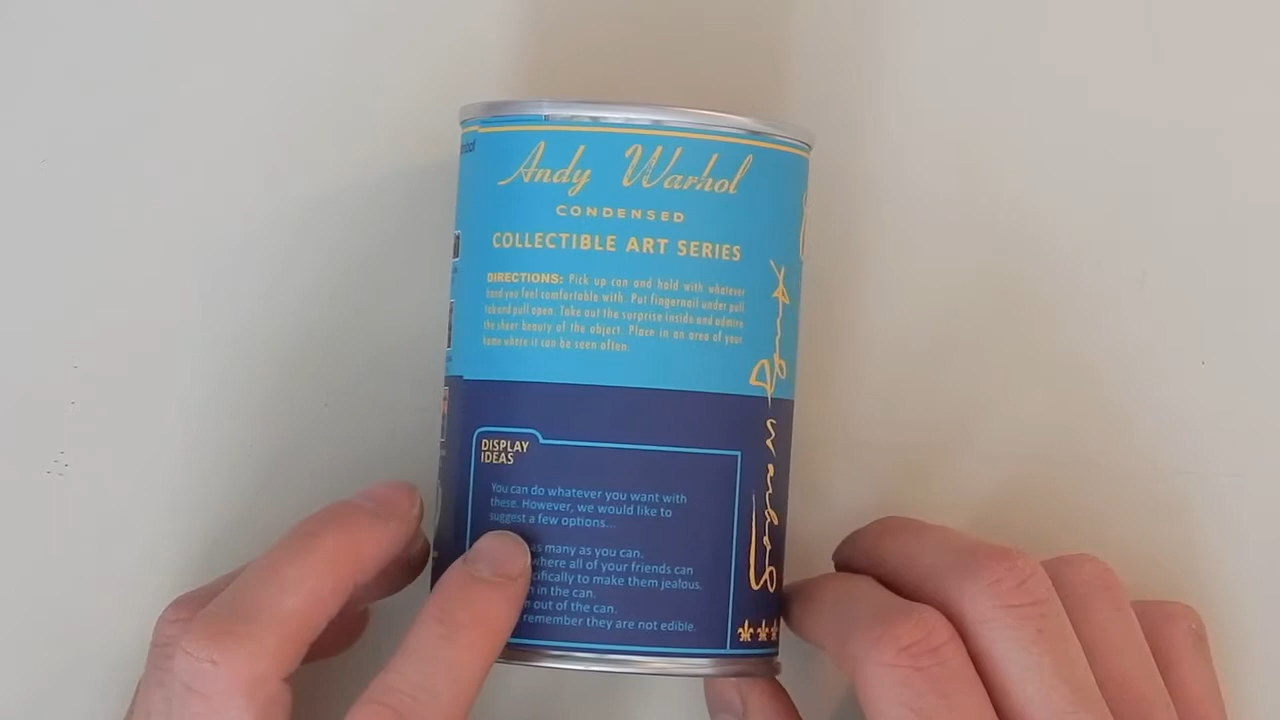 Andy Warhol
CONDENSED
COLLECTIBLE ART SERIES
DIRECTIONS: Pick up can and hold with whatever
hand you feel comfortable with. Put fingernail under pull
tab and pull open. Take out the surprise inside and admire
the sheer beauty of the object. Place in an area of your
home where it can be seen often.
Andy Warhol
DISPLAY
IDEAS
You can do whatever you want with
these. However, we would like to
suggest a few options...
as many as you can.
where all of your friends can
to make them jealous.
in the can.
out of the can.
remember they are not edible.